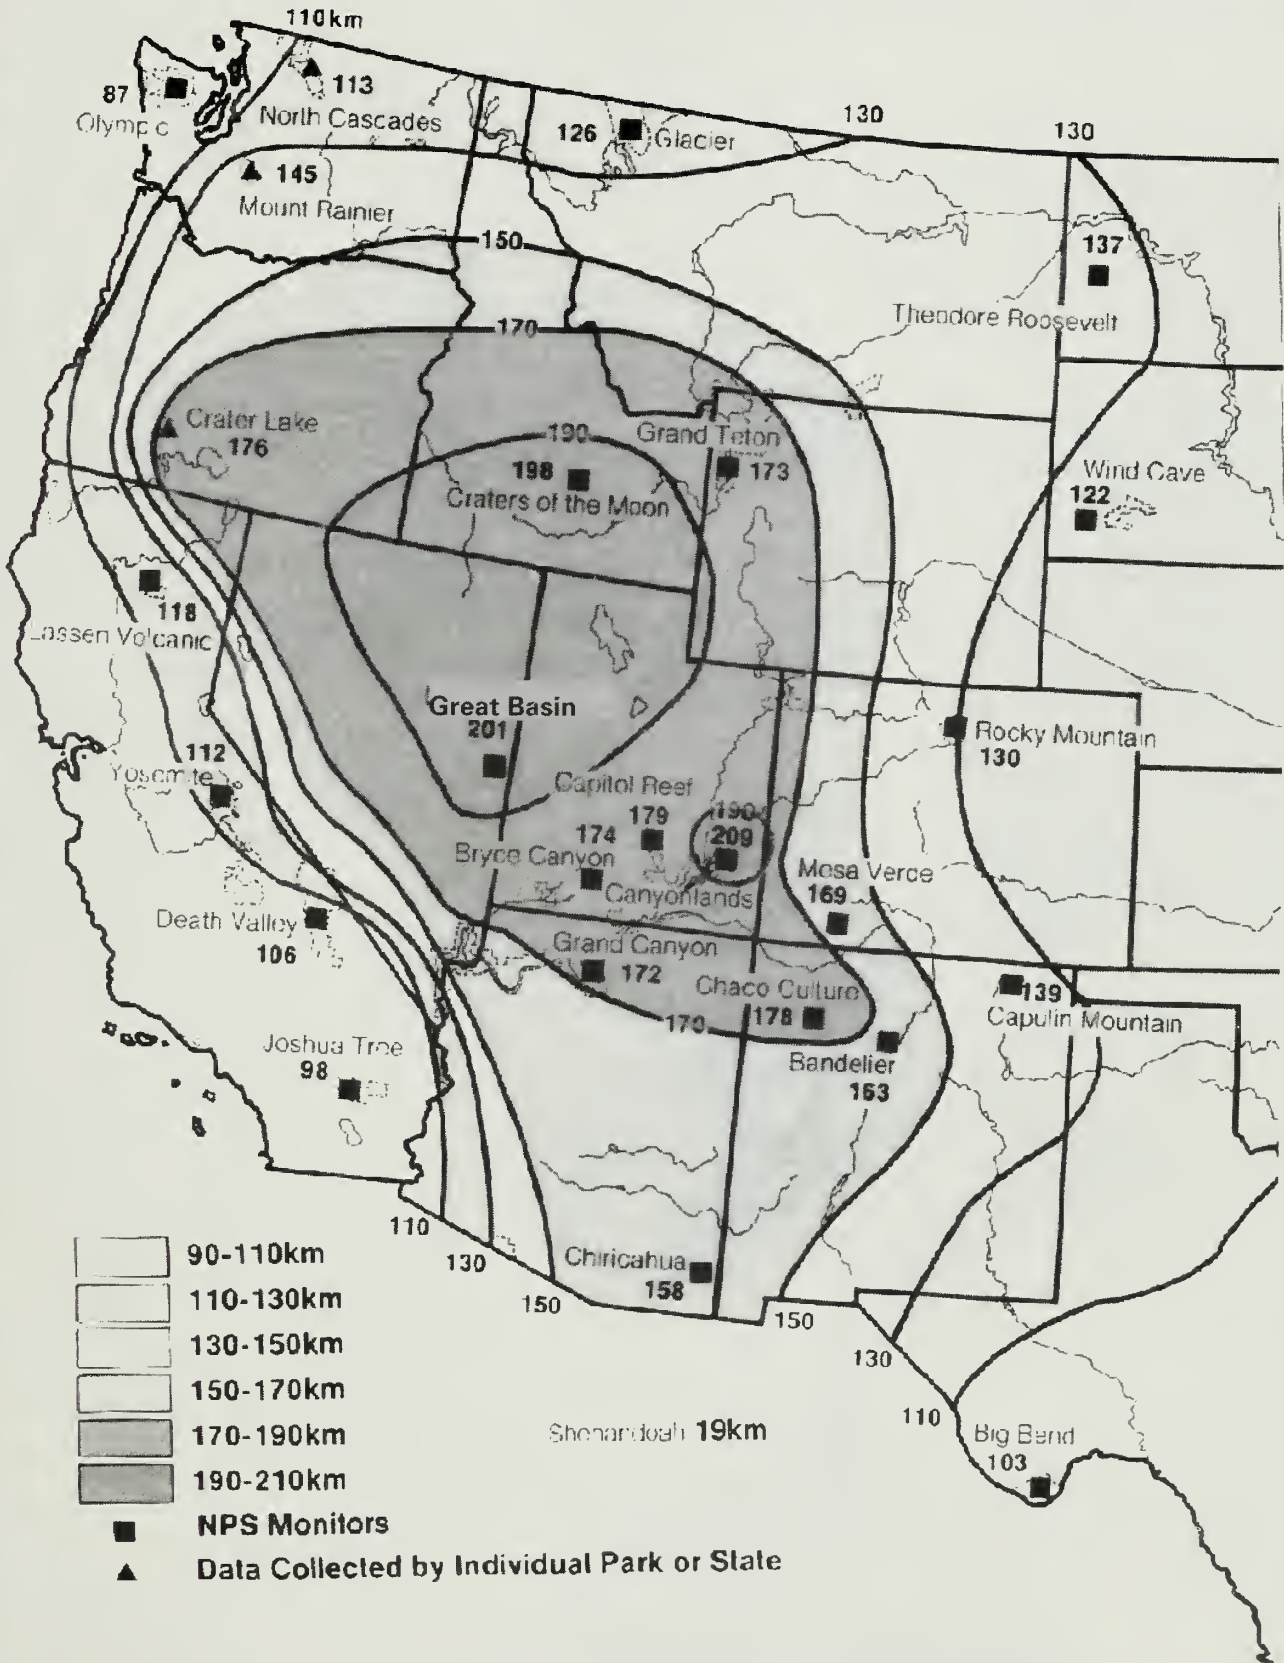 110km
87
Olympic
113
North Cascades
126
Glacier
130
130
145
Mount Rainier
150
137
Theodore Roosevelt
170
Crater Lake
176
190
198
Craters of the Moon
Grand Teton
173
Wind Cave
122
118
Lassen Volcanic
Great Basin
201
Rocky Mountain
130
112
Yosemite
Capitol Reef
179
174
Bryce Canyon
190
209
Canyonlands
Mesa Verde
169
Death Valley
106
Grand Canyon
172
Chaco Culture
178
170
139
Capulin Mountain
Bandelier
153
Joshua Tree
98
110
130
150
Chiricahua
158
150
130
110
90-110km
110-130km
130-150km
150-170km
170-190km
190-210km
NPS Monitors
Data Collected by Individual Park or State
Shenandoah 19km
Big Bend
103